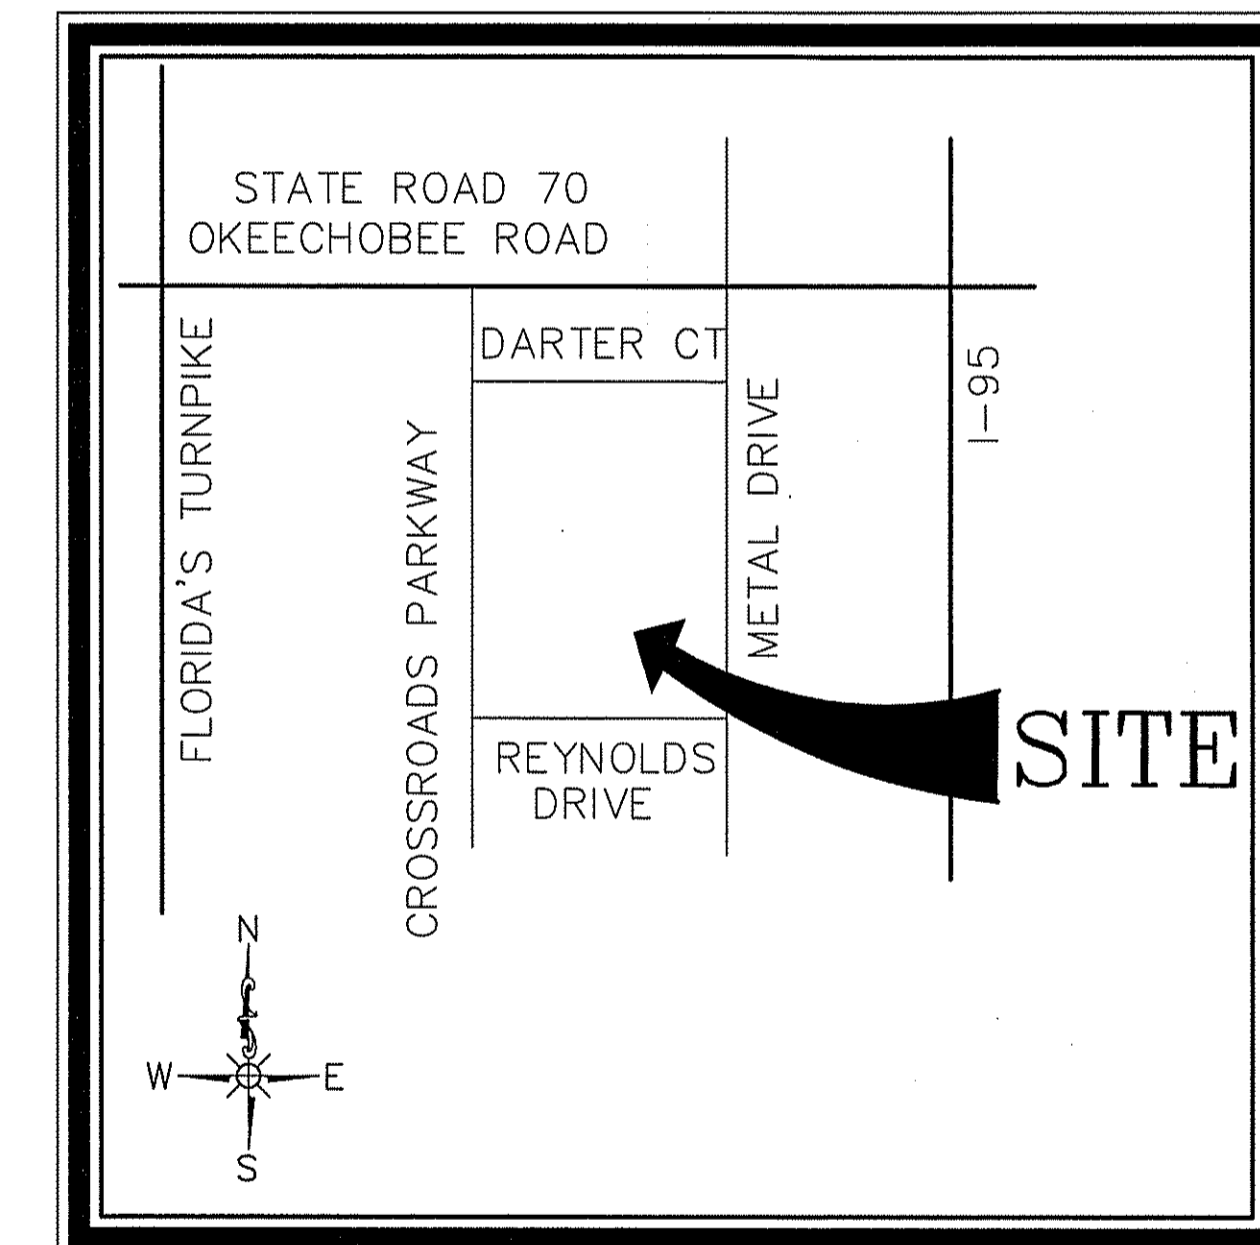 STATE ROAD 70
OKEECHOBEE ROAD
DARTER CT
FLORIDA'S TURNPIKE
CROSSROADS PARKWAY
METAL DRIVE
I-95
REYNOLDS
DRIVE
SITE
N
W
E
S